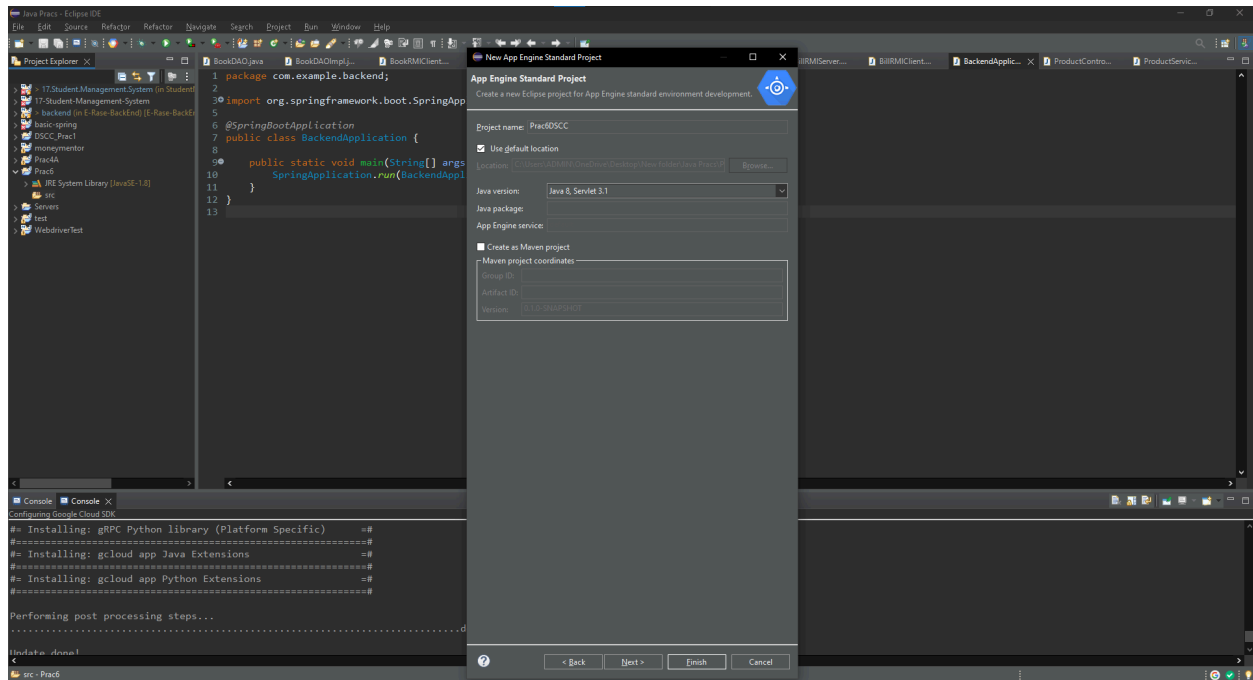 Java Pracs - Eclipse IDE
File Edit Source Refactor Refactor Navigate Search Project Run Window Help
Project Explorer
> 17.Student.Management.System (in Student
17-Student-Management-System
> backend (in E-Rase-BackEnd) [E-Rase-BackEr
basic-spring
DSCC_Prac1
moneymentor
Prac4A
Prac6
JRE System Library [JavaSE-1.8]
src
Servers
test
WebdriverTest
BookDAO.java BookDAOImpl.j... BookRMIClient.... illRMIServer.... BillRMIClient.... BackendApplic... ProductContro... ProductServic...
1 package com.example.backend;
2
3 import org.springframework.boot.SpringApp
5
6 @SpringBootApplication
7 public class BackendApplication {
8
9 public static void main(String[] args
10 SpringApplication.run(BackendAppl
11 }
12 }
13
New App Engine Standard Project
App Engine Standard Project
Create a new Eclipse project for App Engine standard environment development.
Project name: Prac6DSCC
Use default location
Location: Browse...
Java version: Java 8, Servlet 3.1
Java package:
App Engine service:
Create as Maven project
Maven project coordinates
Group ID:
Artifact ID:
Version: 0.1.0-SNAPSHOT
< Back Next > Finish Cancel
Console Console
Configuring Google Cloud SDK
#= Installing: gRPC Python library (Platform Specific) =#
#============================================================#
#= Installing: gcloud app Java Extensions =#
#============================================================#
#= Installing: gcloud app Python Extensions =#
#============================================================#
Performing post processing steps...
.............................................................d
Update done!
src - Prac6